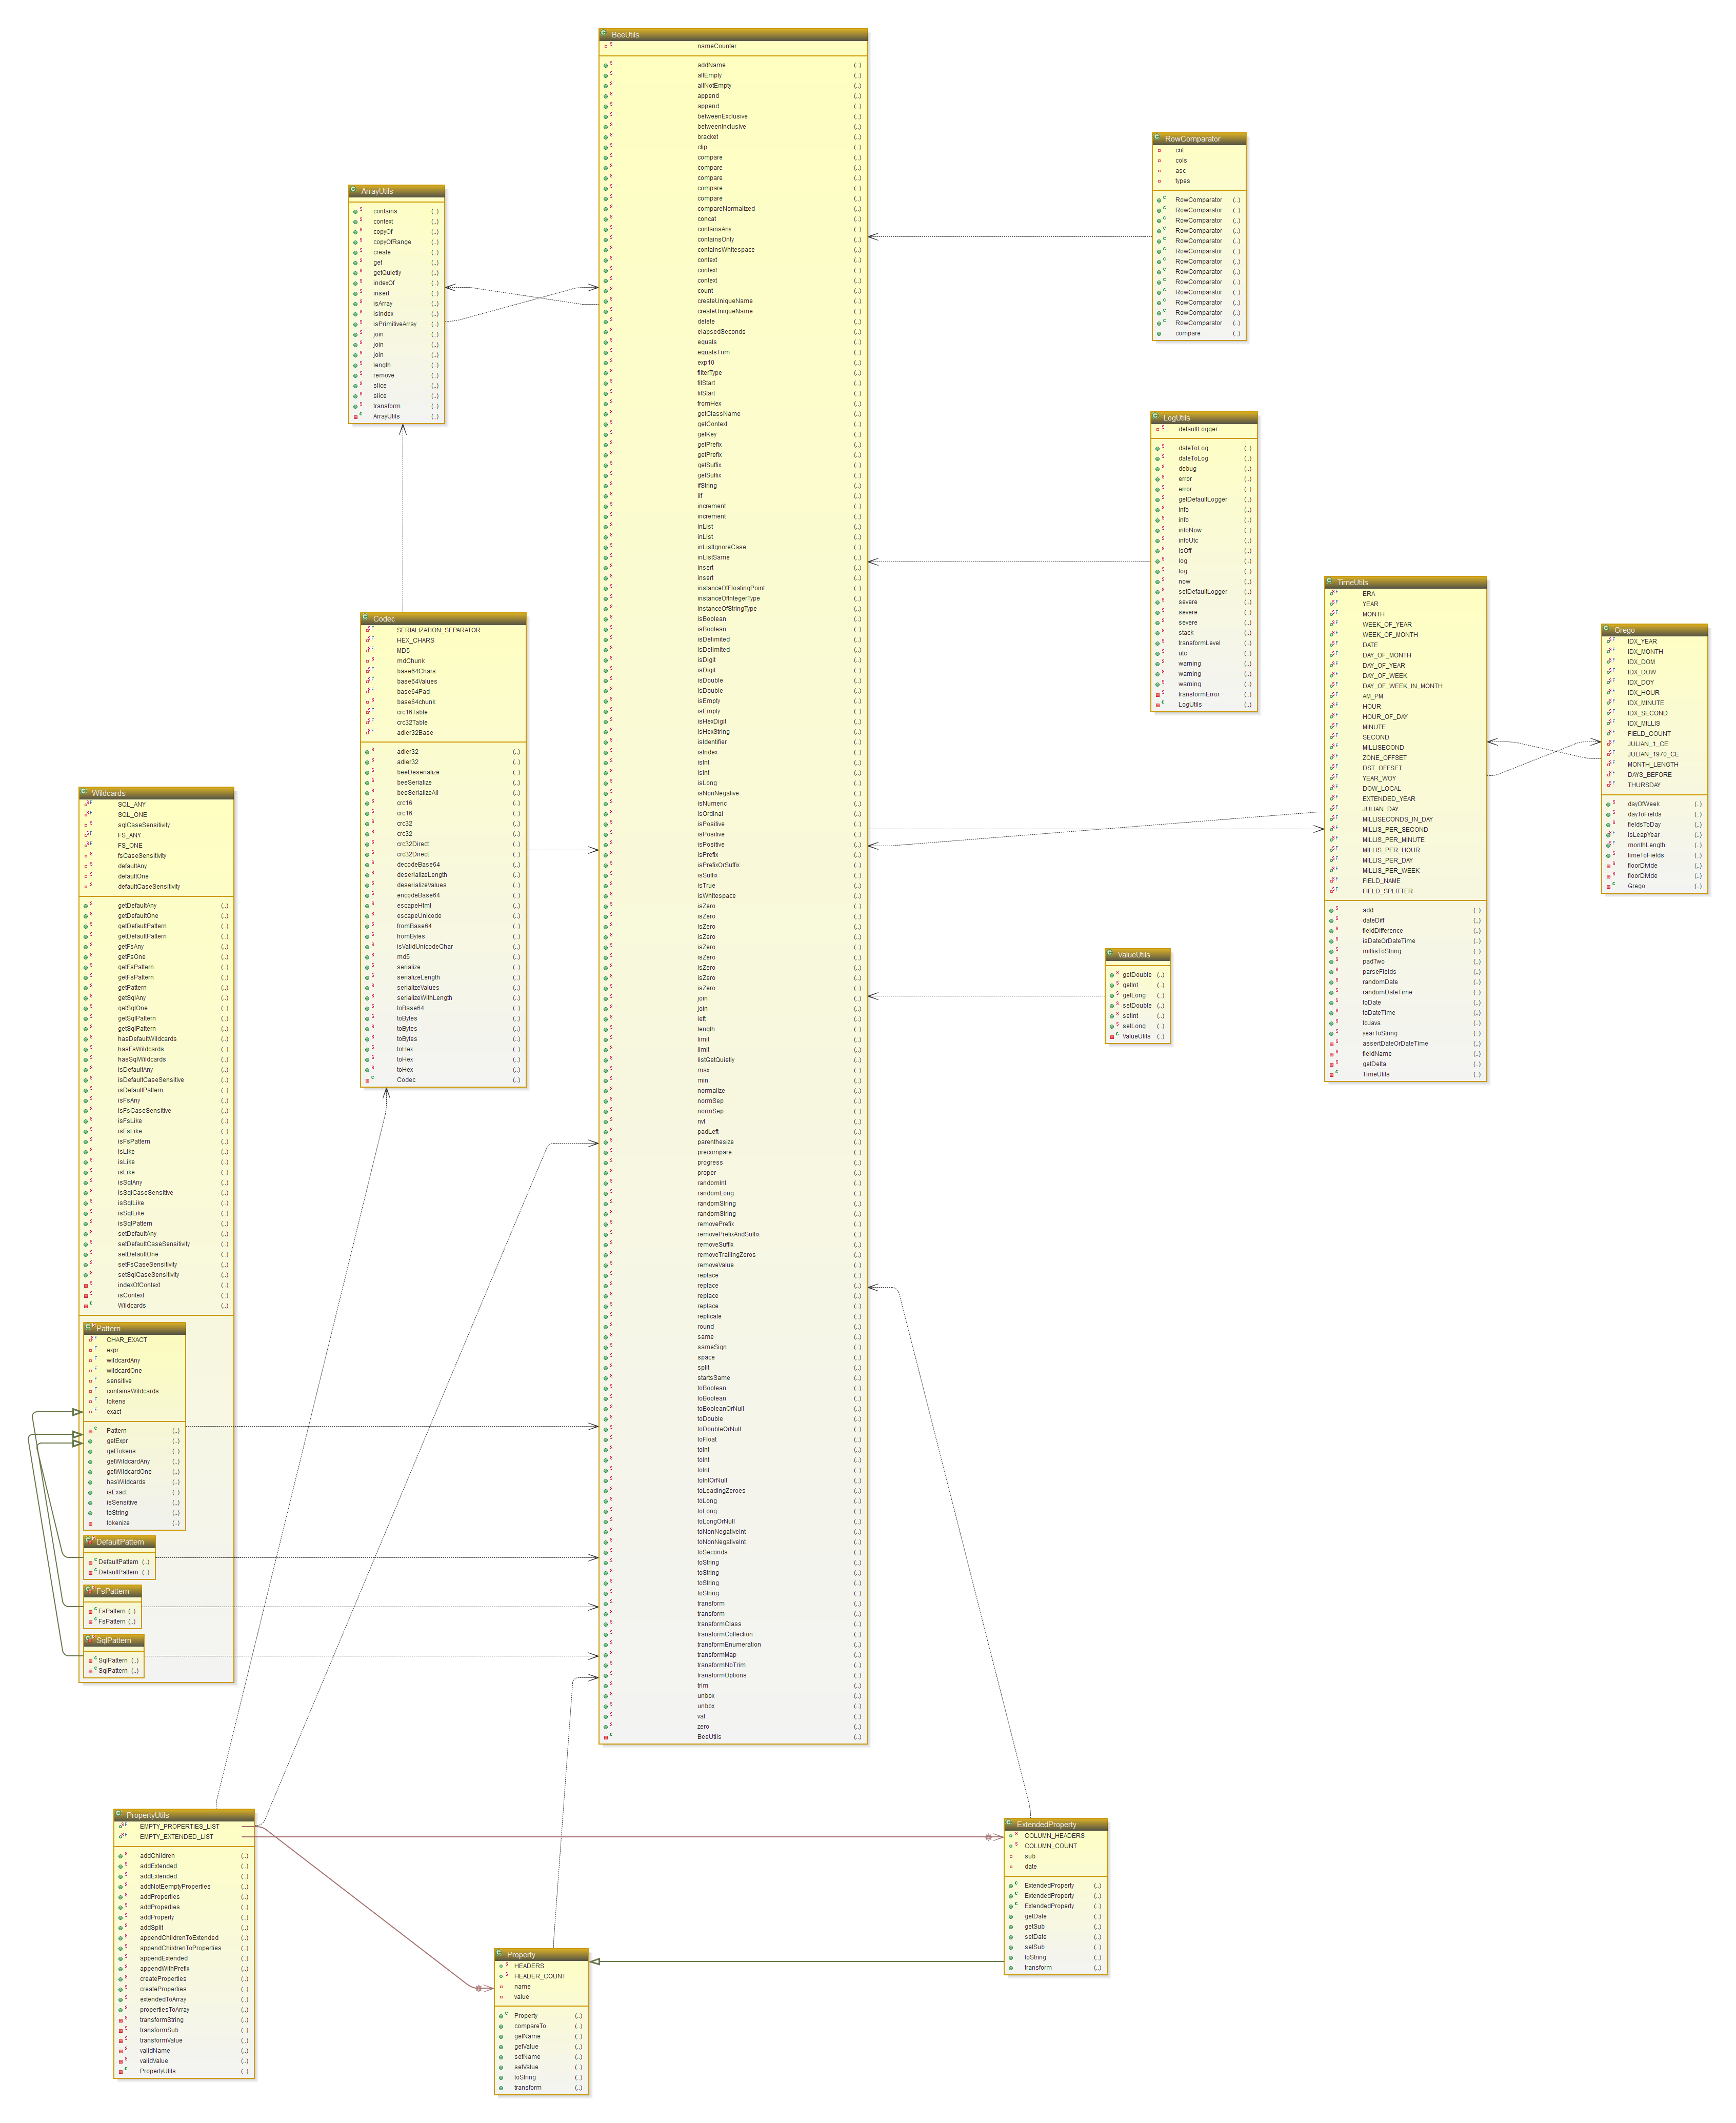 BeeUtils
nameCounter
addName (..)
allEmpty (..)
allNotEmpty (..)
append (..)
append (..)
betweenExclusive (..)
betweenInclusive (..)
bracket (..)
clip (..)
compare (..)
compare (..)
compare (..)
compare (..)
compare (..)
compareNormalized (..)
concat (..)
containsAny (..)
containsOnly (..)
containsWhitespace (..)
context (..)
context (..)
context (..)
count (..)
createUniqueName (..)
createUniqueName (..)
delete (..)
elapsedSeconds (..)
equals (..)
equalsTrim (..)
exp10 (..)
filterType (..)
fitStart (..)
fitStart (..)
fromHex (..)
getClassName (..)
getContext (..)
getKey (..)
getPrefix (..)
getPrefix (..)
getSuffix (..)
getSuffix (..)
ifString (..)
iif (..)
increment (..)
increment (..)
inList (..)
inList (..)
inListIgnoreCase (..)
inListSame (..)
insert (..)
insert (..)
instanceOfFloatingPoint (..)
instanceOfIntegerType (..)
instanceOfStringType (..)
isBoolean (..)
isBoolean (..)
isDelimited (..)
isDelimited (..)
isDigit (..)
isDigit (..)
isDouble (..)
isDouble (..)
isEmpty (..)
isEmpty (..)
isHexDigit (..)
isHexString (..)
isIdentifier (..)
isIndex (..)
isInt (..)
isInt (..)
isLong (..)
isNonNegative (..)
isNumeric (..)
isOrdinal (..)
isPositive (..)
isPositive (..)
isPositive (..)
isPrefix (..)
isPrefixOrSuffix (..)
isSuffix (..)
isTrue (..)
isWhitespace (..)
isZero (..)
isZero (..)
isZero (..)
isZero (..)
isZero (..)
isZero (..)
isZero (..)
isZero (..)
isZero (..)
join (..)
join (..)
left (..)
length (..)
limit (..)
limit (..)
listGetQuietly (..)
max (..)
min (..)
normalize (..)
normSep (..)
normSep (..)
nvl (..)
padLeft (..)
parenthesize (..)
precompare (..)
progress (..)
proper (..)
randomInt (..)
randomLong (..)
randomString (..)
randomString (..)
removePrefix (..)
removePrefixAndSuffix (..)
removeSuffix (..)
removeTrailingZeros (..)
removeValue (..)
replace (..)
replace (..)
replace (..)
replace (..)
replicate (..)
round (..)
same (..)
sameSign (..)
space (..)
split (..)
startsSame (..)
toBoolean (..)
toBoolean (..)
toBooleanOrNull (..)
toDouble (..)
toDoubleOrNull (..)
toFloat (..)
toInt (..)
toInt (..)
toInt (..)
toIntOrNull (..)
toLeadingZeroes (..)
toLong (..)
toLong (..)
toLongOrNull (..)
toNonNegativeInt (..)
toNonNegativeInt (..)
toSeconds (..)
toString (..)
toString (..)
toString (..)
toString (..)
transform (..)
transform (..)
transformClass (..)
transformCollection (..)
transformEnumeration (..)
transformMap (..)
transformNoTrim (..)
transformOptions (..)
trim (..)
unbox (..)
unbox (..)
val (..)
zero (..)
BeeUtils (..)
RowComparator
cnt
cols
asc
types
RowComparator (..)
RowComparator (..)
RowComparator (..)
RowComparator (..)
RowComparator (..)
RowComparator (..)
RowComparator (..)
RowComparator (..)
RowComparator (..)
RowComparator (..)
RowComparator (..)
RowComparator (..)
RowComparator (..)
compare (..)
ArrayUtils
contains (..)
context (..)
copyOf (..)
copyOfRange (..)
create (..)
get (..)
getQuietly (..)
indexOf (..)
insert (..)
isArray (..)
isIndex (..)
isPrimitiveArray (..)
join (..)
join (..)
join (..)
length (..)
remove (..)
slice (..)
slice (..)
transform (..)
ArrayUtils (..)
LogUtils
defaultLogger
dateToLog (..)
dateToLog (..)
debug (..)
error (..)
error (..)
getDefaultLogger (..)
info (..)
info (..)
infoNow (..)
infoUtc (..)
isOff (..)
log (..)
log (..)
now (..)
setDefaultLogger (..)
severe (..)
severe (..)
severe (..)
stack (..)
transformLevel (..)
utc (..)
warning (..)
warning (..)
warning (..)
transformError (..)
LogUtils (..)
TimeUtils
ERA
YEAR
MONTH
WEEK_OF_YEAR
WEEK_OF_MONTH
DATE
DAY_OF_MONTH
DAY_OF_YEAR
DAY_OF_WEEK
DAY_OF_WEEK_IN_MONTH
AM_PM
HOUR
HOUR_OF_DAY
MINUTE
SECOND
MILLISECOND
ZONE_OFFSET
DST_OFFSET
YEAR_WOY
DOW_LOCAL
EXTENDED_YEAR
JULIAN_DAY
MILLISECONDS_IN_DAY
MILLIS_PER_SECOND
MILLIS_PER_MINUTE
MILLIS_PER_HOUR
MILLIS_PER_DAY
MILLIS_PER_WEEK
FIELD_NAME
FIELD_SPLITTER
add (..)
dateDiff (..)
fieldDifference (..)
isDateOrDateTime (..)
millisToString (..)
padTwo (..)
parseFields (..)
randomDate (..)
randomDateTime (..)
toDate (..)
toDateTime (..)
toJava (..)
yearToString (..)
assertDateOrDateTime (..)
fieldName (..)
getDelta (..)
TimeUtils (..)
Grego
IDX_YEAR
IDX_MONTH
IDX_DOM
IDX_DOW
IDX_DOY
IDX_HOUR
IDX_MINUTE
IDX_SECOND
IDX_MILLIS
FIELD_COUNT
JULIAN_1_CE
JULIAN_1970_CE
MONTH_LENGTH
DAYS_BEFORE
THURSDAY
dayOfWeek (..)
dayToFields (..)
fieldsToDay (..)
isLeapYear (..)
monthLength (..)
timeToFields (..)
floorDivide (..)
floorDivide (..)
Grego (..)
Codec
SERIALIZATION_SEPARATOR
HEX_CHARS
MD5
mdChunk
base64Chars
base64Values
base64Pad
base64chunk
crc16Table
crc32Table
adler32Base
adler32 (..)
adler32 (..)
beeDeserialize (..)
beeSerialize (..)
beeSerializeAll (..)
crc16 (..)
crc16 (..)
crc32 (..)
crc32 (..)
crc32Direct (..)
crc32Direct (..)
decodeBase64 (..)
deserializeLength (..)
deserializeValues (..)
encodeBase64 (..)
escapeHtml (..)
escapeUnicode (..)
fromBase64 (..)
fromBytes (..)
isValidUnicodeChar (..)
md5 (..)
serialize (..)
serializeLength (..)
serializeValues (..)
serializeWithLength (..)
toBase64 (..)
toBytes (..)
toBytes (..)
toBytes (..)
toHex (..)
toHex (..)
toHex (..)
Codec (..)
Wildcards
SQL_ANY
SQL_ONE
sqlCaseSensitivity
FS_ANY
FS_ONE
fsCaseSensitivity
defaultAny
defaultOne
defaultCaseSensitivity
getDefaultAny (..)
getDefaultOne (..)
getDefaultPattern (..)
getDefaultPattern (..)
getFsAny (..)
getFsOne (..)
getFsPattern (..)
getFsPattern (..)
getPattern (..)
getSqlAny (..)
getSqlOne (..)
getSqlPattern (..)
getSqlPattern (..)
hasDefaultWildcards (..)
hasFsWildcards (..)
hasSqlWildcards (..)
isDefaultAny (..)
isDefaultCaseSensitive (..)
isDefaultPattern (..)
isFsAny (..)
isFsCaseSensitive (..)
isFsLike (..)
isFsLike (..)
isFsPattern (..)
isLike (..)
isLike (..)
isLike (..)
isSqlAny (..)
isSqlCaseSensitive (..)
isSqlLike (..)
isSqlLike (..)
isSqlPattern (..)
setDefaultAny (..)
setDefaultCaseSensitivity (..)
setDefaultOne (..)
setFsCaseSensitivity (..)
setSqlCaseSensitivity (..)
indexOfContext (..)
isContext (..)
Wildcards (..)
Pattern
CHAR_EXACT
expr
wildcardAny
wildcardOne
sensitive
containsWildcards
tokens
exact
Pattern (..)
getExpr (..)
getTokens (..)
getWildcardAny (..)
getWildcardOne (..)
hasWildcards (..)
isExact (..)
isSensitive (..)
toString (..)
tokenize (..)
DefaultPattern
DefaultPattern (..)
DefaultPattern (..)
FsPattern
FsPattern (..)
FsPattern (..)
SqlPattern
SqlPattern (..)
SqlPattern (..)
ValueUtils
getDouble (..)
getInt (..)
getLong (..)
setDouble (..)
setInt (..)
setLong (..)
ValueUtils (..)
PropertyUtils
EMPTY_PROPERTIES_LIST
EMPTY_EXTENDED_LIST
addChildren (..)
addExtended (..)
addExtended (..)
addNotEemptyProperties (..)
addProperties (..)
addProperties (..)
addProperty (..)
addSplit (..)
appendChildrenToExtended (..)
appendChildrenToProperties (..)
appendExtended (..)
appendWithPrefix (..)
createProperties (..)
createProperties (..)
extendedToArray (..)
propertiesToArray (..)
transformString (..)
transformSub (..)
transformValue (..)
validName (..)
validValue (..)
PropertyUtils (..)
ExtendedProperty
COLUMN_HEADERS
COLUMN_COUNT
sub
date
ExtendedProperty (..)
ExtendedProperty (..)
ExtendedProperty (..)
getDate (..)
getSub (..)
setDate (..)
setSub (..)
toString (..)
transform (..)
Property
HEADERS
HEADER_COUNT
name
value
Property (..)
compareTo (..)
getName (..)
getValue (..)
setName (..)
setValue (..)
toString (..)
transform (..)